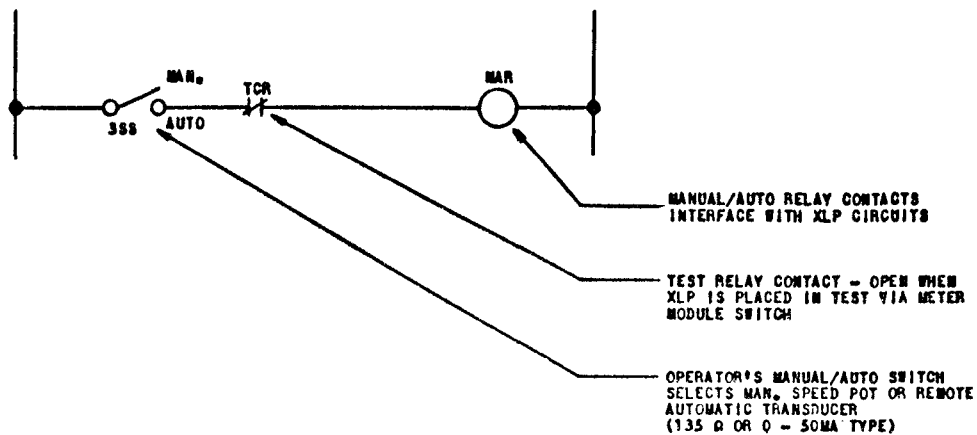 MAN.
TCR
MAR
3SS
AUTO
MANUAL/AUTO RELAY CONTACTS
INTERFACE WITH XLP CIRCUITS
TEST RELAY CONTACT - OPEN WHEN
XLP IS PLACED IN TEST VIA METER
MODULE SWITCH
OPERATOR'S MANUAL/AUTO SWITCH
SELECTS MAN. SPEED POT OR REMOTE
AUTOMATIC TRANSDUCER
(135 Ω OR 0 - 50MA TYPE)